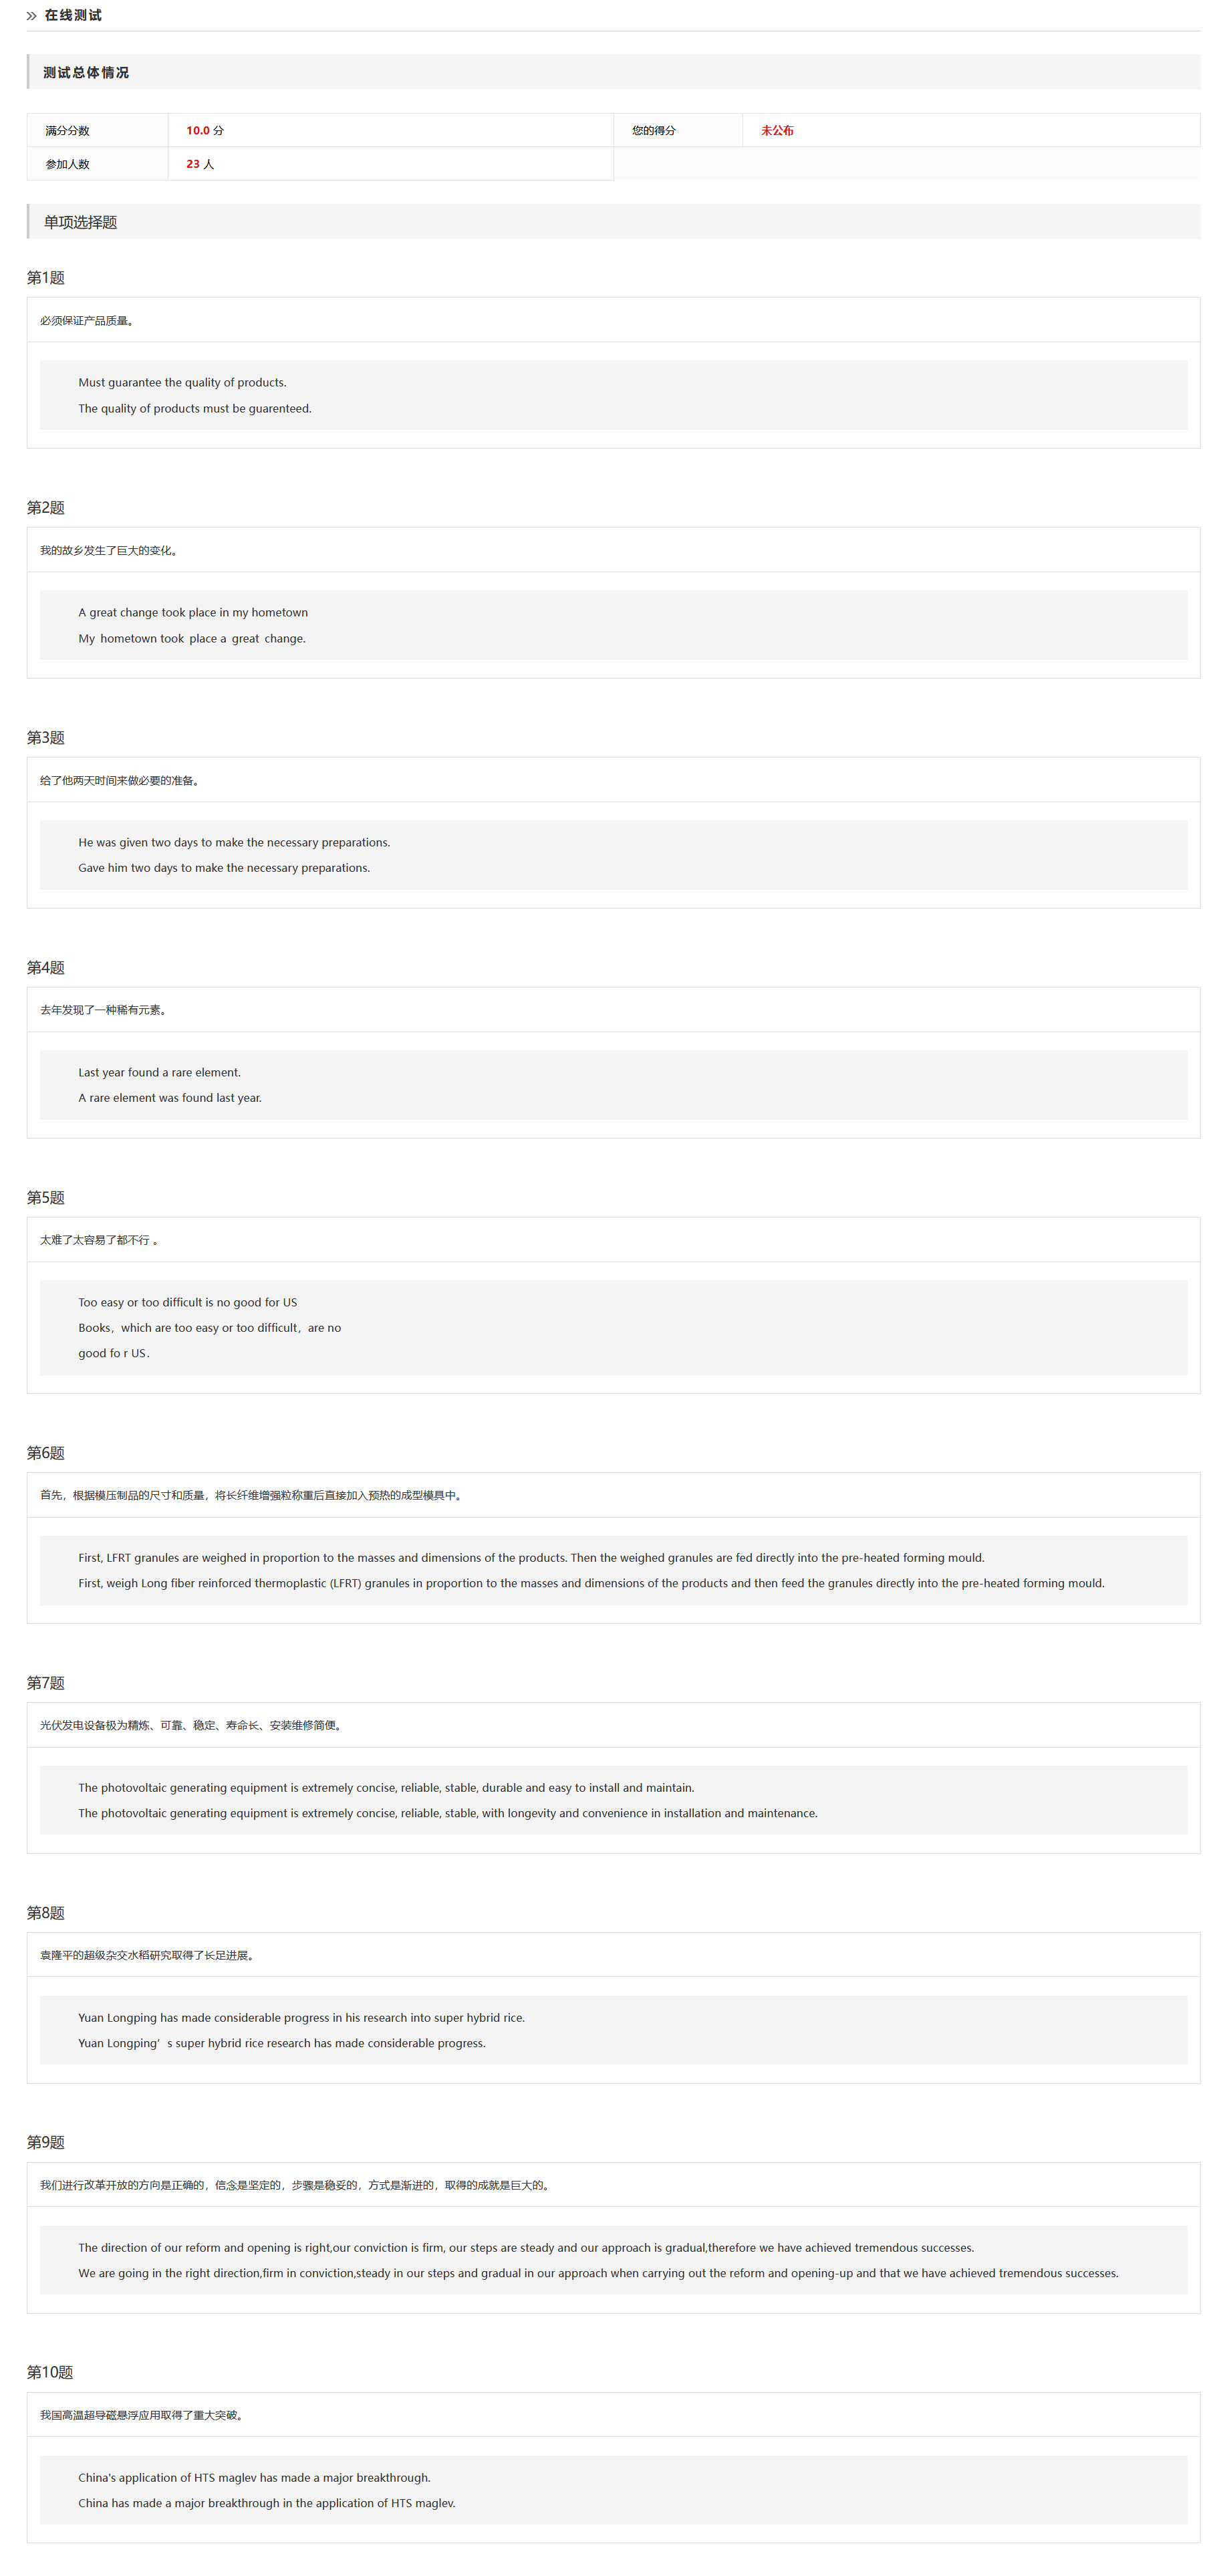 » 在线测试
测试总体情况
满分分数 10.0 分 您的得分 未公布
参加人数 23 人
单项选择题
第1题
必须保证产品质量。
Must guarantee the quality of products.
The quality of products must be guarenteed.
第2题
我的故乡发生了巨大的变化。
A great change took place in my hometown
My hometown took place a great change.
第3题
给了他两天时间来做必要的准备。
He was given two days to make the necessary preparations.
Gave him two days to make the necessary preparations.
第4题
去年发现了一种稀有元素。
Last year found a rare element.
A rare element was found last year.
第5题
太难了太容易了都不行 。
Too easy or too difficult is no good for US
Books，which are too easy or too difficult，are no
good fo r US．
第6题
首先，根据模压制品的尺寸和质量，将长纤维增强粒称重后直接加入预热的成型模具中。
First, LFRT granules are weighed in proportion to the masses and dimensions of the products. Then the weighed granules are fed directly into the pre-heated forming mould.
First, weigh Long fiber reinforced thermoplastic (LFRT) granules in proportion to the masses and dimensions of the products and then feed the granules directly into the pre-heated forming mould.
第7题
光伏发电设备极为精炼、可靠、稳定、寿命长、安装维修简便。
The photovoltaic generating equipment is extremely concise, reliable, stable, durable and easy to install and maintain.
The photovoltaic generating equipment is extremely concise, reliable, stable, with longevity and convenience in installation and maintenance.
第8题
袁隆平的超级杂交水稻研究取得了长足进展。
Yuan Longping has made considerable progress in his research into super hybrid rice.
Yuan Longping’s super hybrid rice research has made considerable progress.
第9题
我们进行改革开放的方向是正确的，信念是坚定的，步骤是稳妥的，方式是渐进的，取得的成就是巨大的。
The direction of our reform and opening is right,our conviction is firm, our steps are steady and our approach is gradual,therefore we have achieved tremendous successes.
We are going in the right direction,firm in conviction,steady in our steps and gradual in our approach when carrying out the reform and opening-up and that we have achieved tremendous successes.
第10题
我国高温超导磁悬浮应用取得了重大突破。
China's application of HTS maglev has made a major breakthrough.
China has made a major breakthrough in the application of HTS maglev.